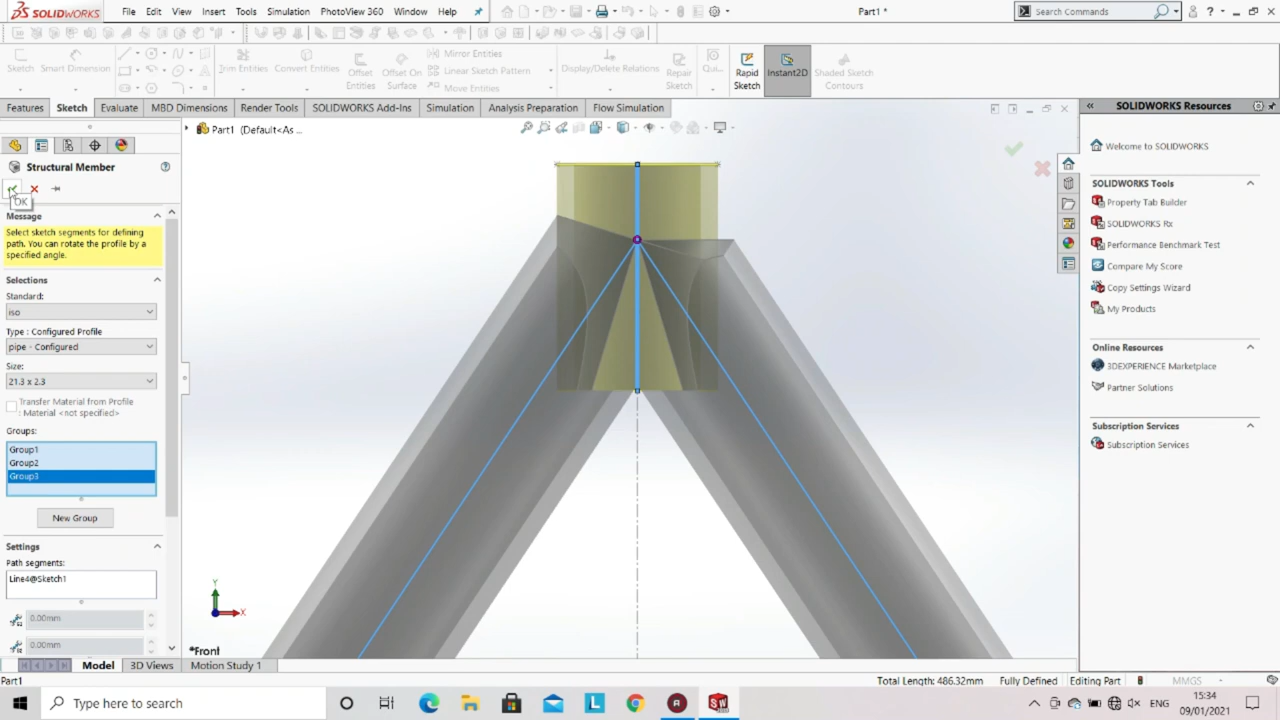 SOLIDWORKS File Edit View Insert Tools Simulation PhotoView 360 Window Help Part1 * Search Commands
Sketch Smart Dimension Trim Entities Convert Entities Offset Entities Offset On Surface Mirror Entities Linear Sketch Pattern Move Entities Display/Delete Relations Repair Sketch Qui... Rapid Sketch Instant2D Shaded Sketch Contours
Features Sketch Evaluate MBD Dimensions Render Tools SOLIDWORKS Add-Ins Simulation Analysis Preparation Flow Simulation
SOLIDWORKS Resources
Part1 (Default<As ...
Structural Member
OK
Message
Select sketch segments for defining
path. You can rotate the profile by a
specified angle.
Selections
Standard:
iso
Type : Configured Profile
pipe - Configured
Size:
21.3 x 2.3
Transfer Material from Profile
: Material <not specified>
Groups:
Group1
Group2
Group3
New Group
Settings
Path segments:
Line4@Sketch1
0.00mm
0.00mm
Y
X
*Front
Welcome to SOLIDWORKS
SOLIDWORKS Tools
Property Tab Builder
SOLIDWORKS Rx
Performance Benchmark Test
Compare My Score
Copy Settings Wizard
My Products
Online Resources
3DEXPERIENCE Marketplace
Partner Solutions
Subscription Services
Subscription Services
Model 3D Views Motion Study 1
Part1 Total Length: 486.32mm Fully Defined Editing Part MMGS
Type here to search
ENG
15:34
09/01/2021